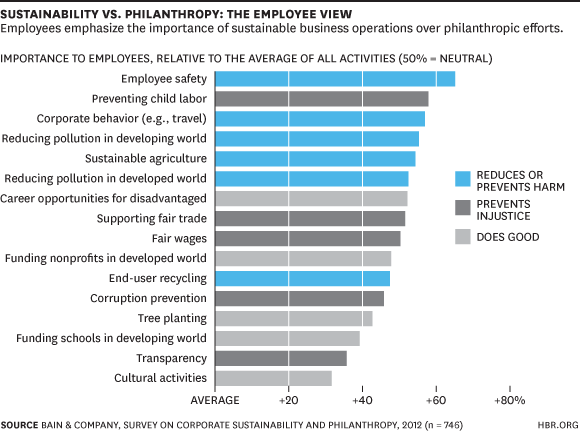 SUSTAINABILITY VS. PHILANTHROPY: THE EMPLOYEE VIEW
Employees emphasize the importance of sustainable business operations over philanthropic efforts.
IMPORTANCE TO EMPLOYEES, RELATIVE TO THE AVERAGE OF ALL ACTIVITIES (50% = NEUTRAL)
Employee safety
Preventing child labor
Corporate behavior (e.g., travel)
Reducing pollution in developing world
Sustainable agriculture
Reducing pollution in developed world
Career opportunities for disadvantaged
Supporting fair trade
Fair wages
Funding nonprofits in developed world
End-user recycling
Corruption prevention
Tree planting
Funding schools in developing world
Transparency
Cultural activities
REDUCES OR
PREVENTS HARM
PREVENTS
INJUSTICE
DOES GOOD
AVERAGE +20 +40 +60 +80%
SOURCE BAIN & COMPANY, SURVEY ON CORPORATE SUSTAINABILITY AND PHILANTHROPY, 2012 (n = 746) HBR.ORG